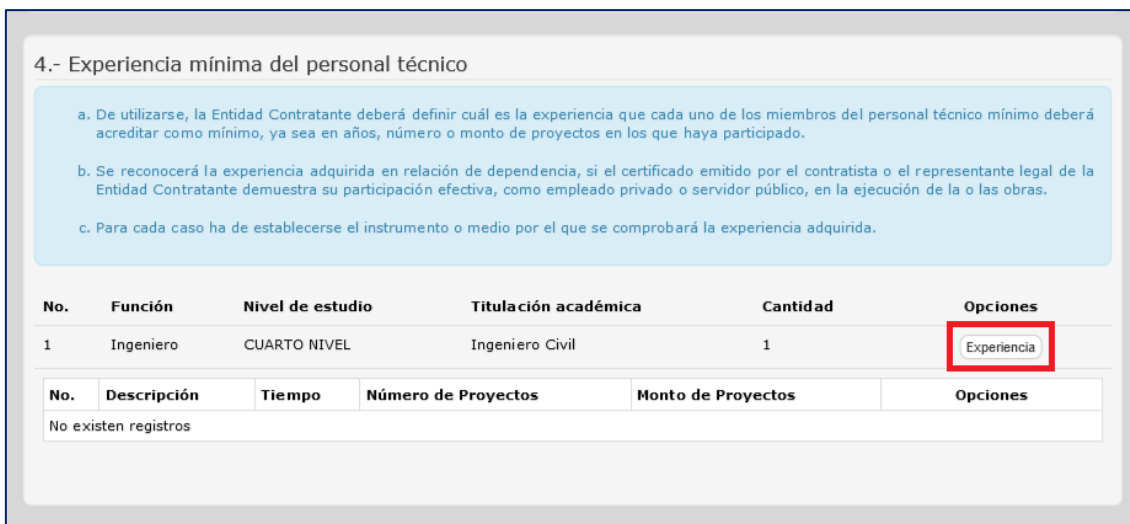 4.- Experiencia mínima del personal técnico
a. De utilizarse, la Entidad Contratante deberá definir cuál es la experiencia que cada uno de los miembros del personal técnico mínimo deberá
acreditar como mínimo, ya sea en años, número o monto de proyectos en los que haya participado.
b. Se reconocerá la experiencia adquirida en relación de dependencia, si el certificado emitido por el contratista o el representante legal de la
Entidad Contratante demuestra su participación efectiva, como empleado privado o servidor público, en la ejecución de la o las obras.
c. Para cada caso ha de establecerse el instrumento o medio por el que se comprobará la experiencia adquirida.
No. Función Nivel de estudio Titulación académica Cantidad Opciones
1 Ingeniero CUARTO NIVEL Ingeniero Civil 1 Experiencia
No. Descripción Tiempo Número de Proyectos Monto de Proyectos Opciones
No existen registros